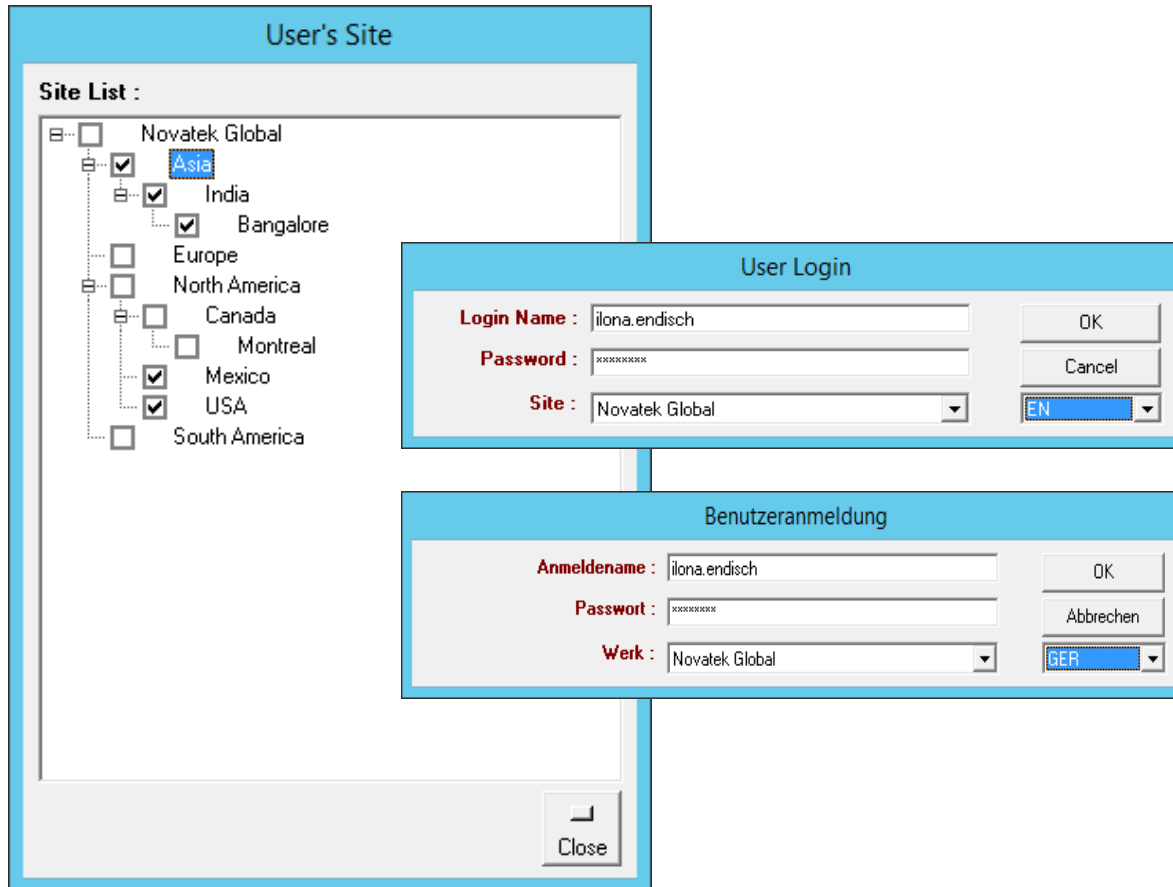 User's Site
Site List :
Novatek Global
Asia
India
Bangalore
Europe
North America
Canada
Montreal
Mexico
USA
South America
Close
User Login
Login Name : ilona.endisch OK
Password : ******** Cancel
Site : Novatek Global EN
Benutzeranmeldung
Anmeldename : ilona.endisch OK
Passwort : ******** Abbrechen
Werk : Novatek Global GER